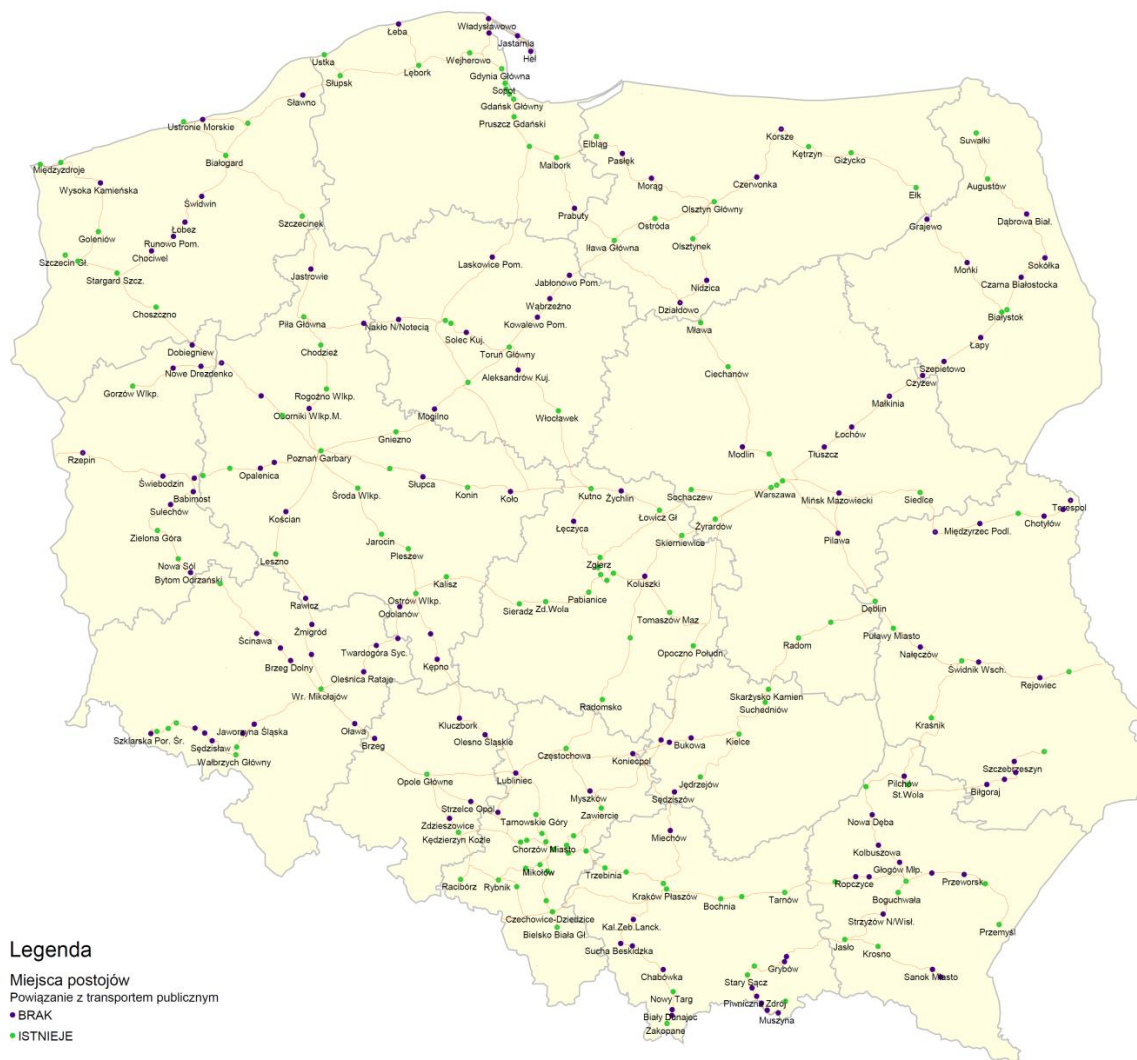 Władysławowo
Łeba
Jastarnia
Hel
Ustka
Wejherowo
Lębork
Gdynia Główna
Słupsk
Sopot
Sławno
Gdańsk Główny
Pruszcz Gdański
Ustronie Morskie
Korsze
Suwałki
Elbląg
Kętrzyn
Pasłęk
Giżycko
Białogard
Malbork
Międzyzdroje
Morąg
Czerwonka
Augustów
Wysoka Kamieńska
Ełk
Świdwin
Olsztyn Główny
Prabuty
Dąbrowa Biał.
Szczecinek
Ostróda
Grajewo
Łobez
Goleniów
Runowo Pom.
Olsztynek
Iława Główna
Chociwel
Szczecin Gł.
Laskowice Pom.
Mońki
Sokółka
Stargard Szcz.
Jastrowie
Jabłonowo Pom.
Nidzica
Czarna Białostocka
Wąbrzeźno
Działdowo
Choszczno
Białystok
Piła Główna
Nakło N/Notecią
Kowalewo Pom.
Mława
Solec Kuj.
Łapy
Dobiegniew
Chodzież
Toruń Główny
Szepietowo
Nowe Drezdenko
Aleksandrów Kuj.
Ciechanów
Czyżew
Gorzów Wlkp.
Rogoźno Wlkp.
Małkinia
Oborniki Wlkp.M.
Mogilno
Włocławek
Łochów
Gniezno
Modlin
Tłuszcz
Rzepin
Poznań Garbary
Opalenica
Świebodzin
Słupca
Konin
Warszawa
Babimost
Środa Wlkp.
Koło
Kutno
Żychlin
Sochaczew
Mińsk Mazowiecki
Siedlce
Sulechów
Kościan
Łęczyca
Łowicz Gł
Żyrardów
Terespol
Międzyrzec Podl.
Chotyłów
Zielona Góra
Jarocin
Skierniewice
Pilawa
Pleszew
Nowa Sól
Leszno
Zgierz
Bytom Odrzański
Kalisz
Koluszki
Ostrów Wlkp.
Pabianice
Rawicz
Odolanów
Sieradz
Zd.Wola
Dęblin
Żmigród
Tomaszów Maz
Puławy Miasto
Ścinawa
Radom
Twardogóra Syc.
Opoczno Połudn.
Nałęczów
Brzeg Dolny
Kępno
Świdnik Wsch.
Oleśnica Rataje
Rejowiec
Wr. Mikołajów
Skarżysko Kamien
Radomsko
Suchedniów
Kraśnik
Kluczbork
Jaworzyna Śląska
Oława
Szklarska Por. Śr.
Olesno Śląskie
Brzeg
Bukowa
Kielce
Sędzisław
Częstochowa
Koniecpol
Wałbrzych Główny
Szczebrzeszyn
Opole Główne
Lubliniec
Jędrzejów
Pilchów
St.Wola
Biłgoraj
Myszków
Sędziszów
Strzelce Opól
Zawiercie
Zdzieszowice
Tarnowskie Góry
Nowa Dęba
Kędzierzyn Koźle
Miechów
Chorzów Miasto
Kolbuszowa
Głogów Młp.
Mikołów
Trzebinia
Ropczyce
Przeworsk
Racibórz
Rybnik
Kraków Płaszów
Bochnia
Tarnów
Boguchwała
Czechowice-Dziedzice
Strzyżów N/Wisł.
Bielsko Biała Gł.
Kal.Zeb.Lanck.
Przemyśl
Sucha Beskidzka
Jasło
Krosno
Grybów
Chabówka
Stary Sącz
Sanok Miasto
Nowy Targ
Piwniczna Zdrój
Biały Dunajec
Muszyna
Zakopane
Legenda
Miejsca postojów
Powiązanie z transportem publicznym
BRAK
ISTNIEJE